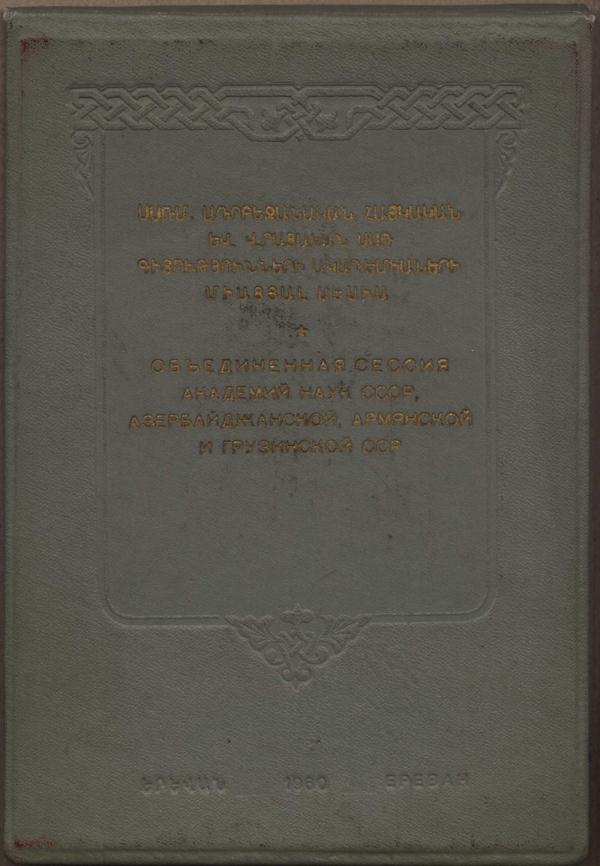 ՍՍՌՄ, ԱԴՐԲԵՋԱՆԱԿԱՆ, ՀԱՅԿԱԿԱՆ
ԵՎ ՎՐԱՑԱԿԱՆ ՍՍՌ
ԳԻՏՈՒԹՅՈՒՆՆԵՐԻ ԱԿԱԴԵՄԻԱՆԵՐԻ
ՄԻԱՑՅԱԼ ՍԵՍԻԱ
ОБЪЕДИНЕННАЯ СЕССИЯ
АКАДЕМИЙ НАУК СССР,
АЗЕРБАЙДЖАНСКОЙ, АРМЯНСКОЙ
И ГРУЗИНСКОЙ ССР
ԵՐԵՎԱՆ 1960 ЕРЕВАН